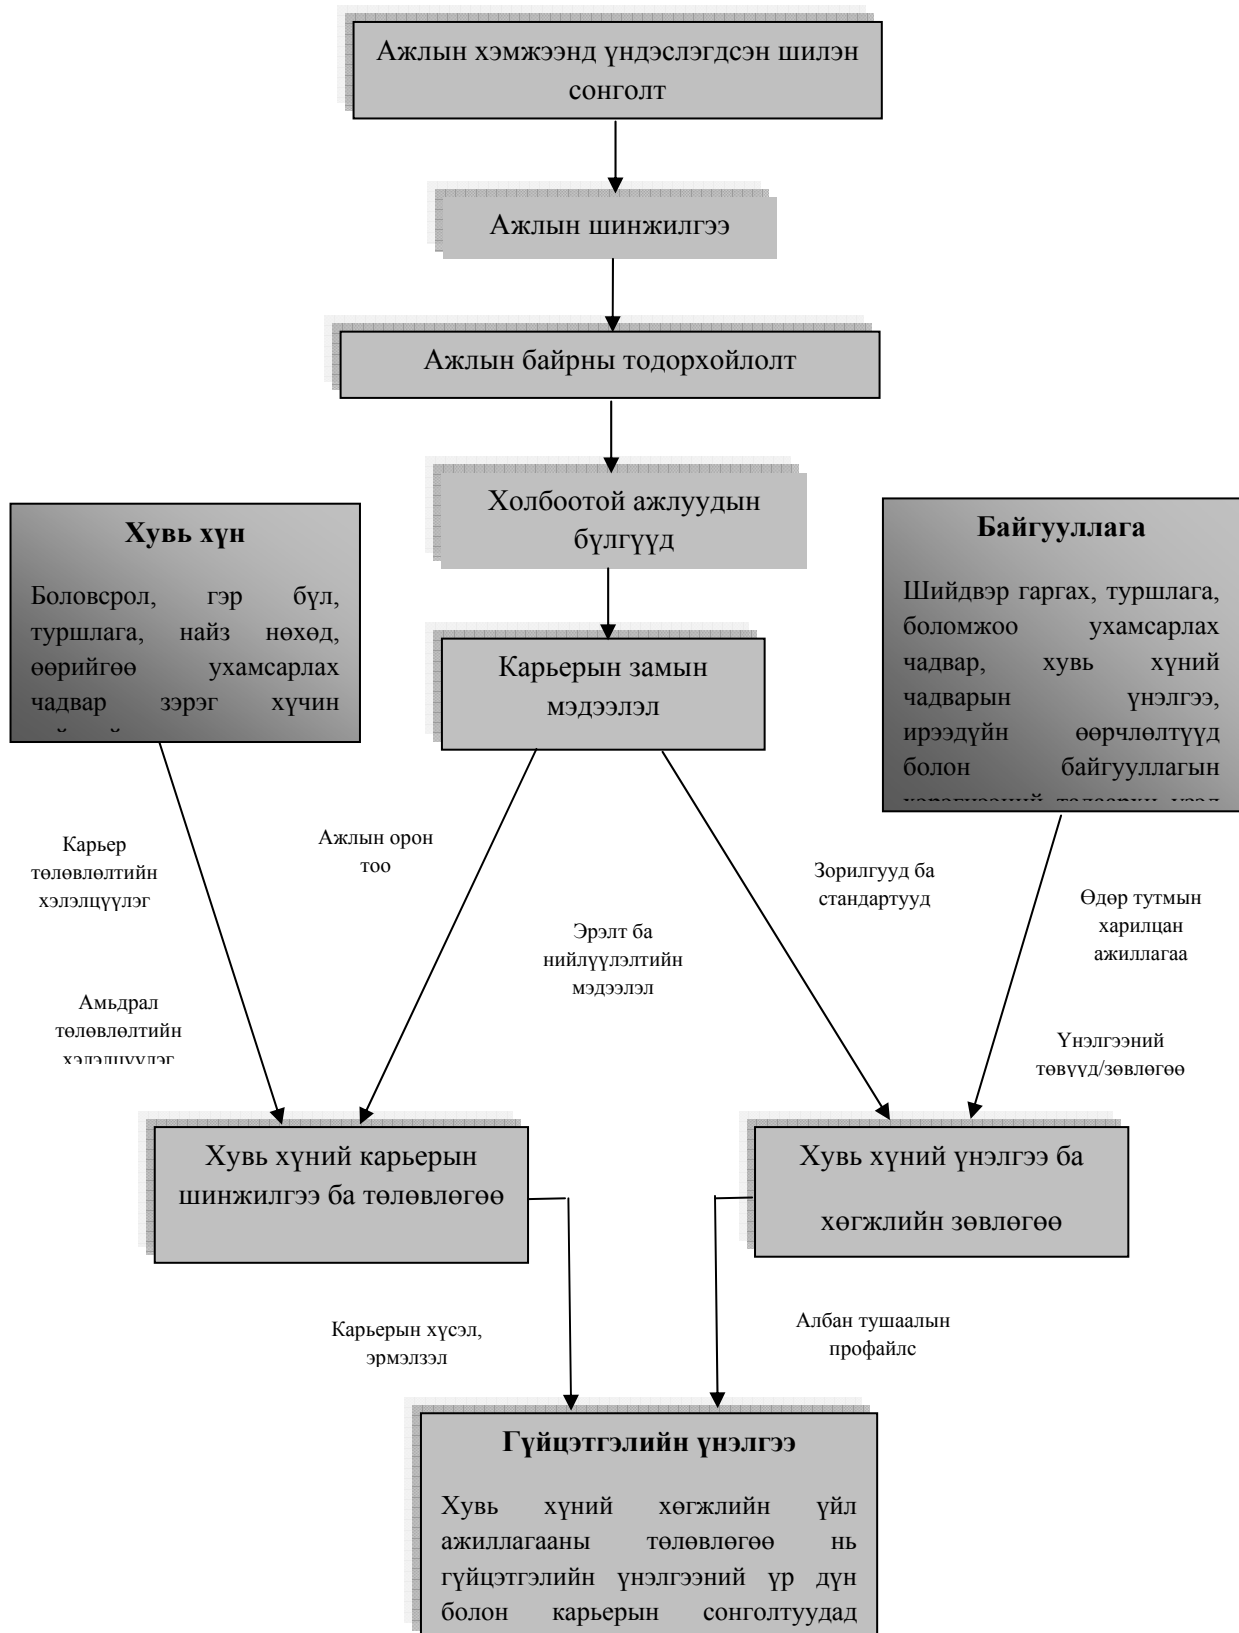 Ажлын хэмжээнд үндэслэгдсэн шилэн
сонголт
Ажлын шинжилгээ
Ажлын байрны тодорхойлолт
Холбоотой ажлуудын
бүлгүүд
Хувь хүн
Боловсрол, гэр бүл,
туршлага, найз нөхөд,
өөрийгөө ухамсарлах
чадвар зэрэг хүчин
Карьерын замын
мэдээлэл
Байгууллага
Шийдвэр гаргах, туршлага,
боломжоо ухамсарлах
чадвар, хувь хүний
чадварын үнэлгээ,
ирээдүйн өөрчлөлтүүд
болон байгууллагын
Карьер
төлөвлөлтийн
хэлэлцүүлэг
Ажлын орон
тоо
Эрэлт ба
нийлүүлэлтийн
мэдээлэл
Зорилгууд ба
стандартууд
Өдөр тутмын
харилцан
ажиллагаа
Амьдрал
төлөвлөлтийн
хэлэлцүүлэг
Үнэлгээний
төвүүд/зөвлөгөө
Хувь хүний карьерын
шинжилгээ ба төлөвлөгөө
Хувь хүний үнэлгээ ба
хөгжлийн зөвлөгөө
Карьерын хүсэл,
эрмэлзэл
Албан тушаалын
профайлс
Гүйцэтгэлийн үнэлгээ
Хувь хүний хөгжлийн үйл
ажиллагааны төлөвлөгөө нь
гүйцэтгэлийн үнэлгээний үр дүн
болон карьерын сонголтуудад